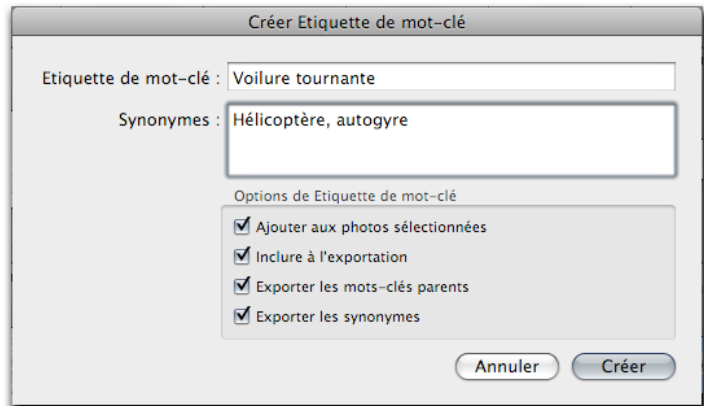 Créer Etiquette de mot-clé
Etiquette de mot-clé : Voilure tournante
Synonymes : Hélicoptère, autogyre
Options de Etiquette de mot-clé
Ajouter aux photos sélectionnées
Inclure à l'exportation
Exporter les mots-clés parents
Exporter les synonymes
Annuler Créer